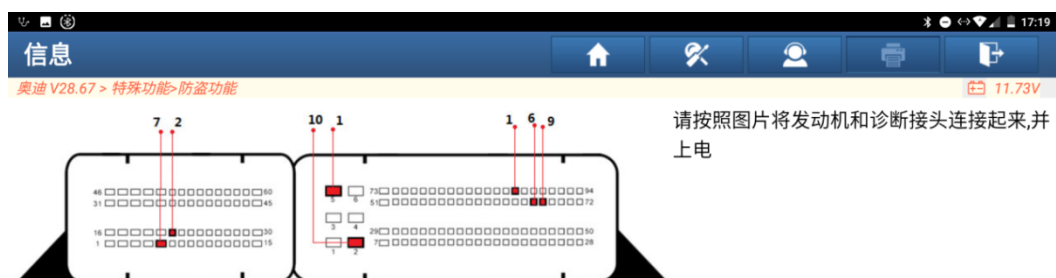 17:19
信息
奥迪 V28.67 > 特殊功能>防盗功能
11.73V
7 2
10 1
1 6 9
请按照图片将发动机和诊断接头连接起来,并
上电
46 60
31 45
16 30
1 15
5 6
3 4
1 2
73 94
51 72
29 50
7 28